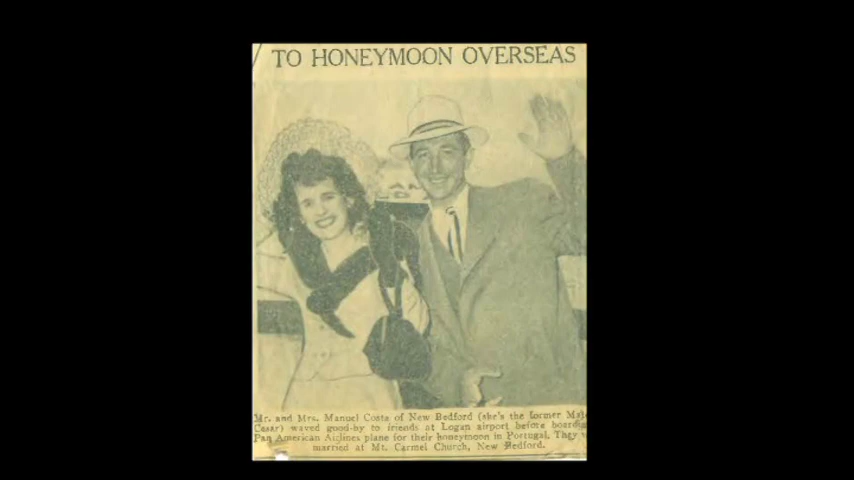 TO HONEYMOON OVERSEAS
Mr. and Mrs. Manuel Costa of New Bedford (she's the former
Cesar) waved good-by to friends at Logan airport before
Pan American Airlines plane for their honeymoon in Portugal. They
married at Mt. Carmel Church, New Bedford.